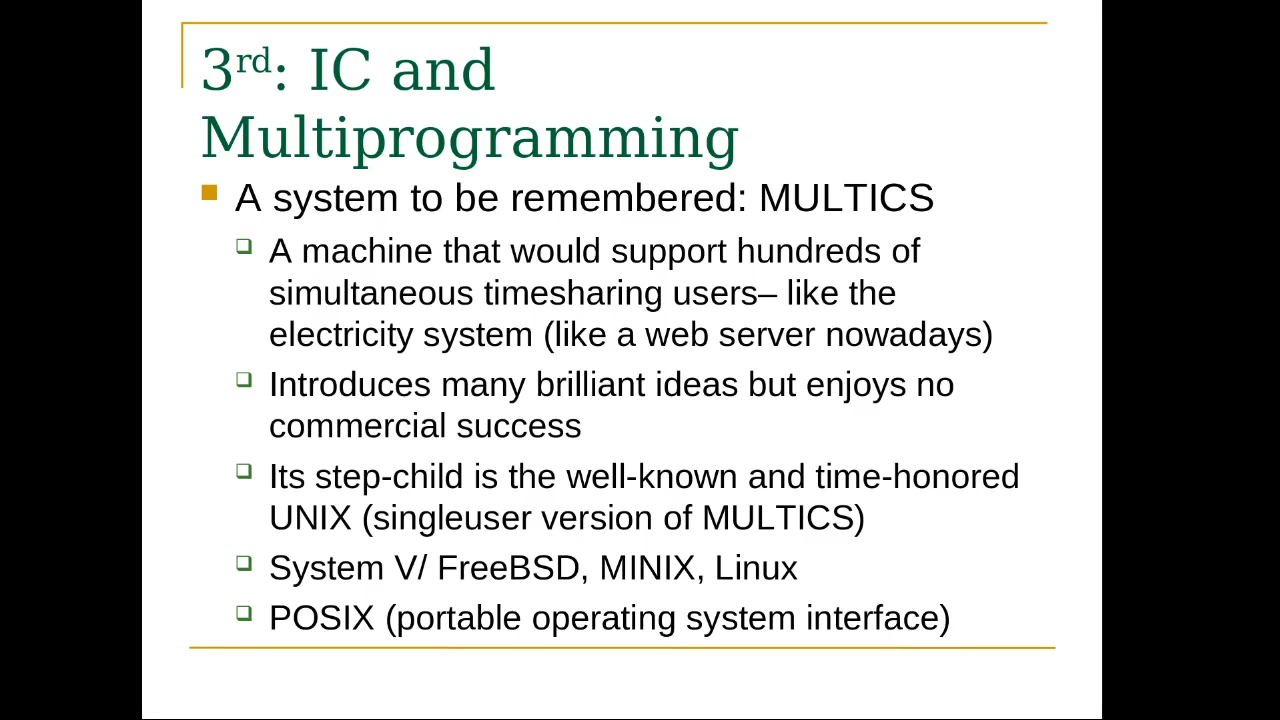 3rd: IC and
Multiprogramming
A system to be remembered: MULTICS
A machine that would support hundreds of
simultaneous timesharing users– like the
electricity system (like a web server nowadays)
Introduces many brilliant ideas but enjoys no
commercial success
Its step-child is the well-known and time-honored
UNIX (singleuser version of MULTICS)
System V/ FreeBSD, MINIX, Linux
POSIX (portable operating system interface)